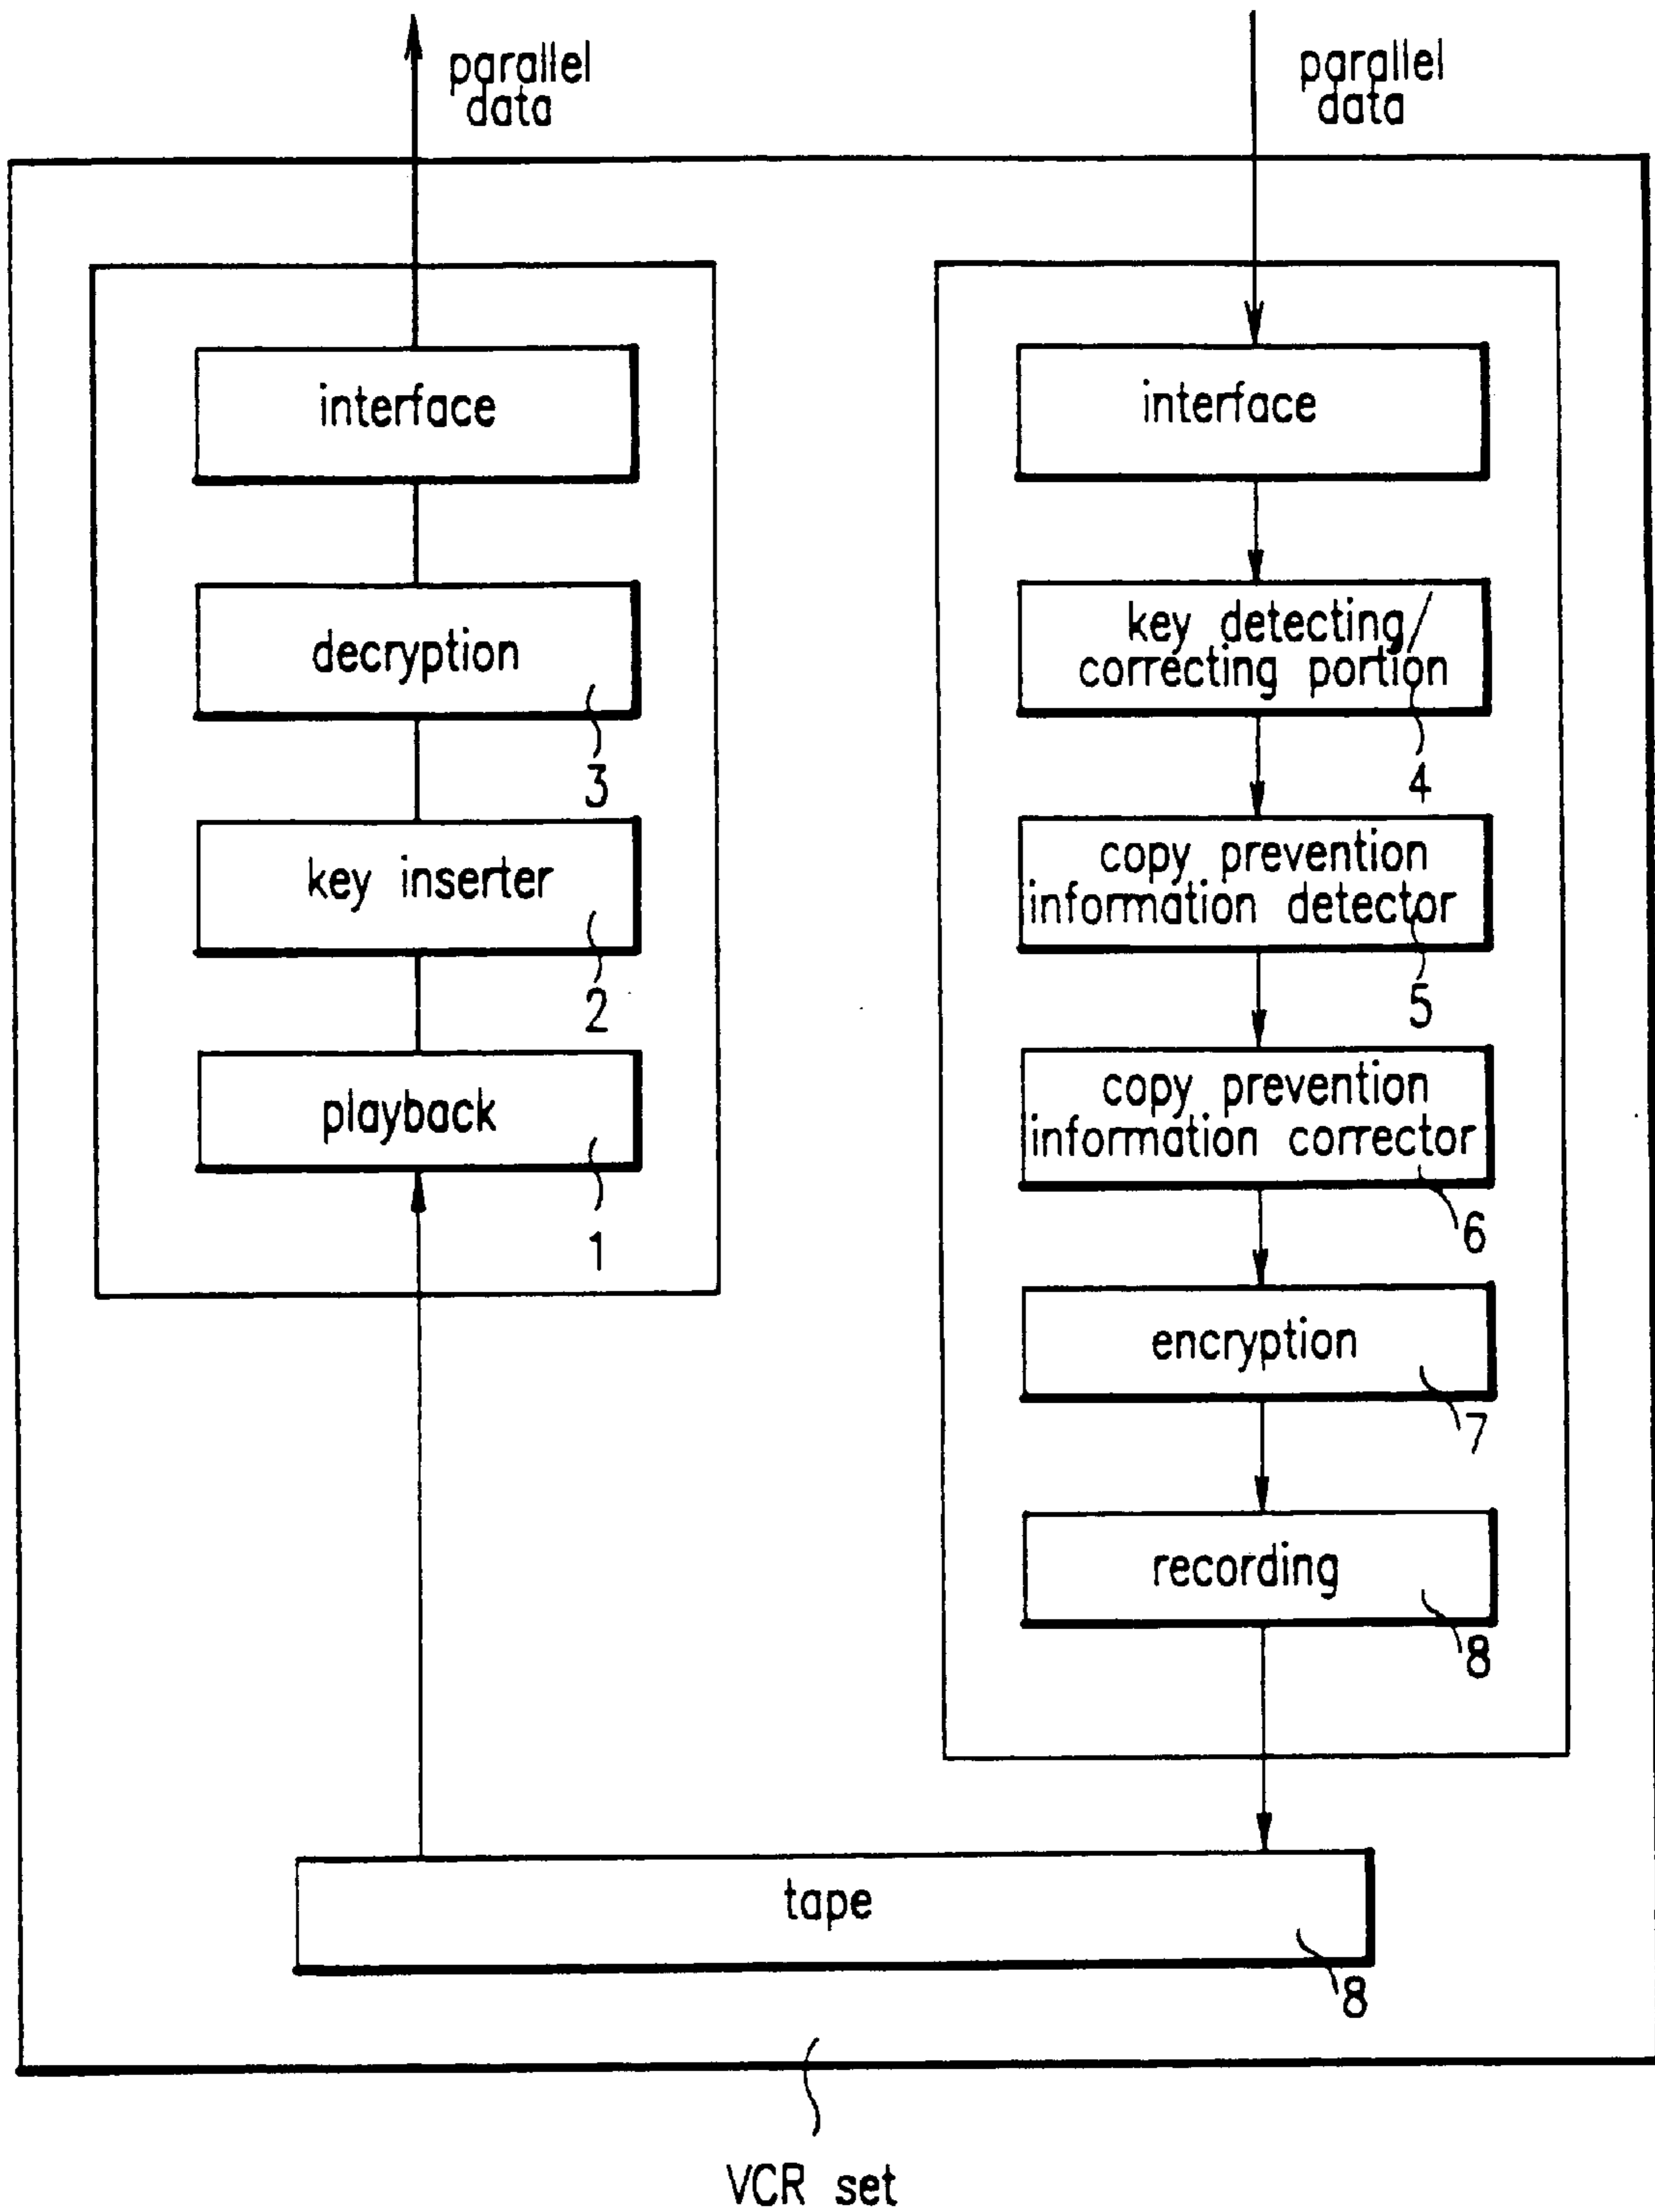 parallel
data
parallel
data
interface
decryption
3
key inserter
2
playback
1
interface
key detecting/
correcting portion
4
copy prevention
information detector
5
copy prevention
information corrector
6
encryption
7
recording
8
tape
8
VCR set